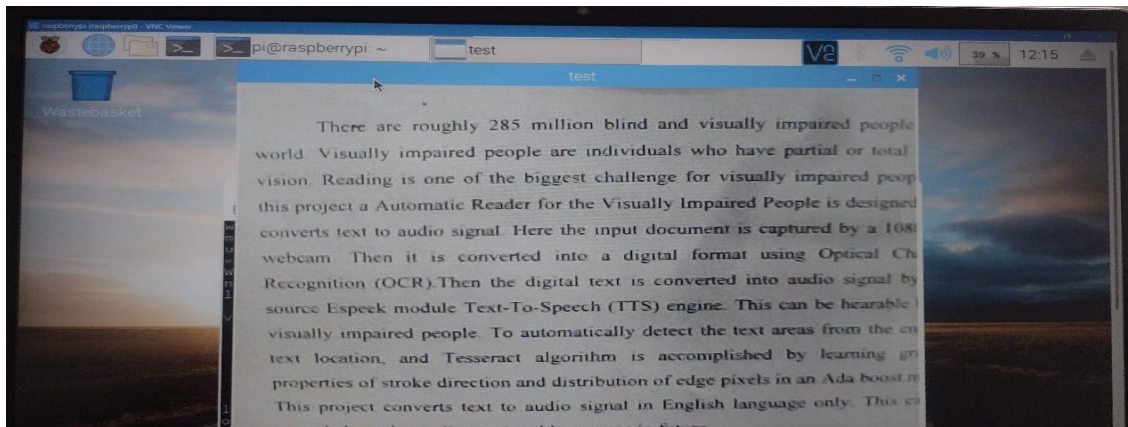 raspberrypi (raspberrypi) - VNC Viewer
pi@raspberrypi: ~
test
39 %
12:15
test
Wastebasket
There are roughly 285 million blind and visually impaired people
world. Visually impaired people are individuals who have partial or total
vision. Reading is one of the biggest challenge for visually impaired peop
this project a Automatic Reader for the Visually Impaired People is designed
converts text to audio signal. Here the input document is captured by a 108
webcam. Then it is converted into a digital format using Optical Ch
Recognition (OCR).Then the digital text is converted into audio signal by
source Espeek module Text-To-Speech (TTS) engine. This can be hearable
visually impaired people. To automatically detect the text areas from the en
text location, and Tesseract algorithm is accomplished by learning gr
properties of stroke direction and distribution of edge pixels in an Ada boost m
This project converts text to audio signal in English language only. This ca